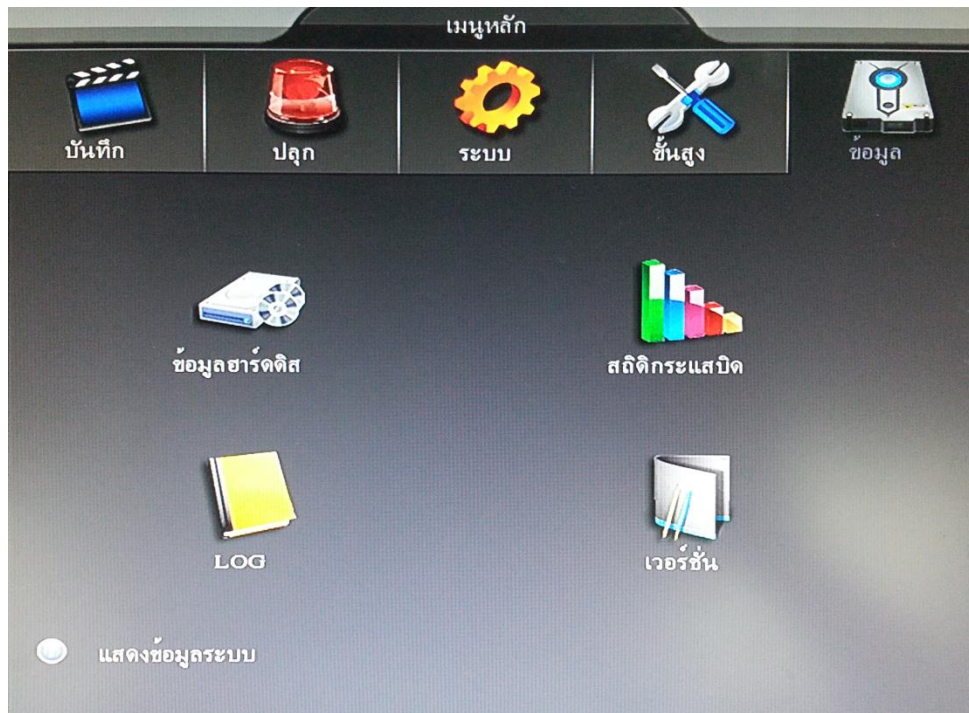 เมนูหลัก
บันทึก ปลุก ระบบ ขั้นสูง ข้อมูล
ข้อมูลฮาร์ดดิส สถิติกระแสบิด
LOG เวอร์ชั่น
แสดงข้อมูลระบบ